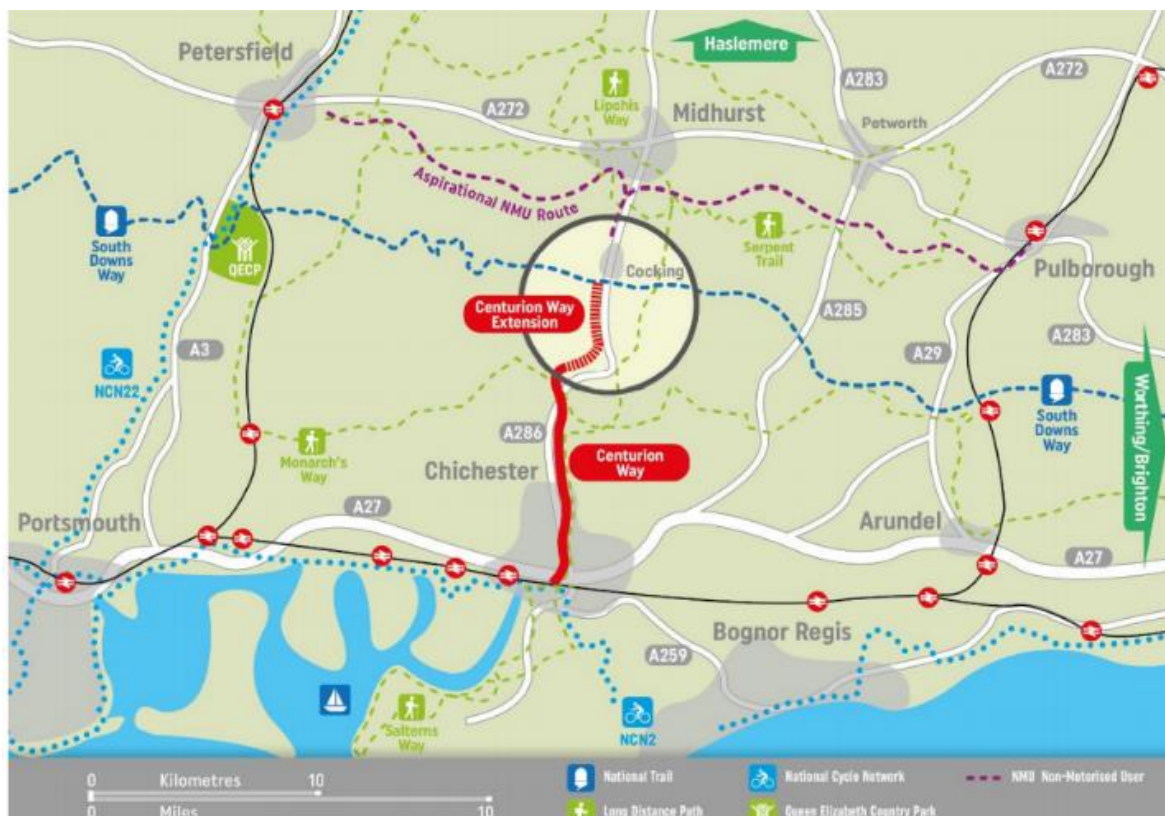 Petersfield
Haslemere
A283
A272
Lipchis
Way
A272
Midhurst
Petworth
Aspirational NMU Route
South
Downs
Way
QECP
Serpent
Trail
Pulborough
Cocking
Centurion Way
Extension
A3
A285
A29
A283
NCN22
South
Downs
Way
Worthing/Brighton
A286
Monarch's
Way
Centurion
Way
Chichester
Portsmouth
A27
Arundel
A27
Bognor Regis
A259
Salterns
Way
NCN2
0 Kilometres 10
0 Miles 10
National Trail
National Cycle Network
NMU Non-Motorised User
Long Distance Path
Queen Elizabeth Country Park